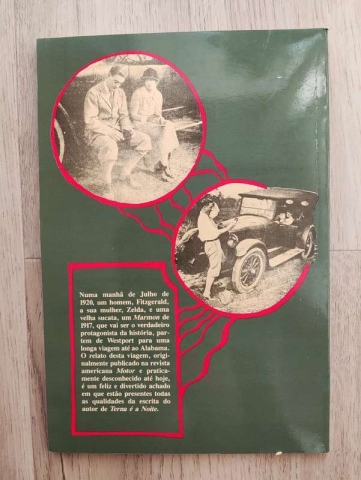 Numa manhã de Julho de
1920, um homem, Fitzgerald,
a sua mulher, Zelda, e uma
velha sucata, um Marmon de
1917, que vai ser o verdadeiro
protagonista da história, par-
tem de Westport para uma
longa viagem até ao Alabama.
O relato desta viagem, origi-
nalmente publicado na revista
americana Motor e pratica-
mente desconhecido até hoje,
é um feliz e divertido achado
em que estão presentes todas
as qualidades da escrita do
autor de Terna é a Noite.